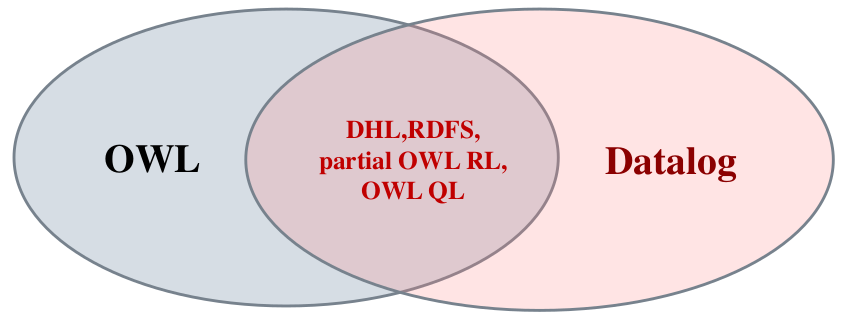 OWL
DHL,RDFS,
partial OWL RL,
OWL QL
Datalog